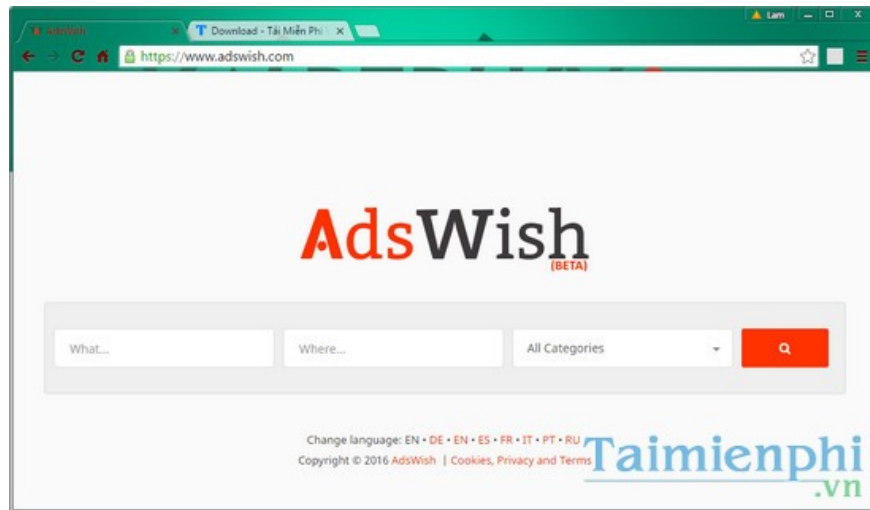 Lam
AdsWish
Download - Tải Miễn Phí
https://www.adswish.com
AdsWish
(BETA)
What...
Where...
All Categories
Change language: EN • DE • EN • ES • FR • IT • PT • RU
Copyright © 2016 AdsWish | Cookies, Privacy and Terms
Taimienphi
.vn